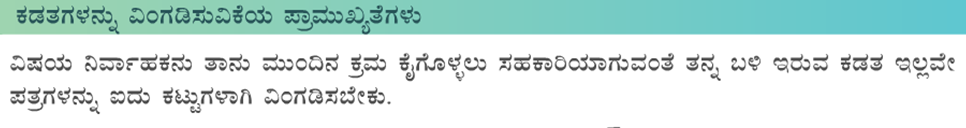 ಕಡತಗಳನ್ನು ವಿಂಗಡಿಸುವಿಕೆಯ ಪ್ರಾಮುಖ್ಯತೆಗಳು
ವಿಷಯ ನಿರ್ವಾಹಕನು ತಾನು ಮುಂದಿನ ಕ್ರಮ ಕೈಗೊಳ್ಳಲು ಸಹಕಾರಿಯಾಗುವಂತೆ ತನ್ನ ಬಳಿ ಇರುವ ಕಡತ ಇಲ್ಲವೇ
ಪತ್ರಗಳನ್ನು ಐದು ಕಟ್ಟುಗಳಾಗಿ ವಿಂಗಡಿಸಬೇಕು.